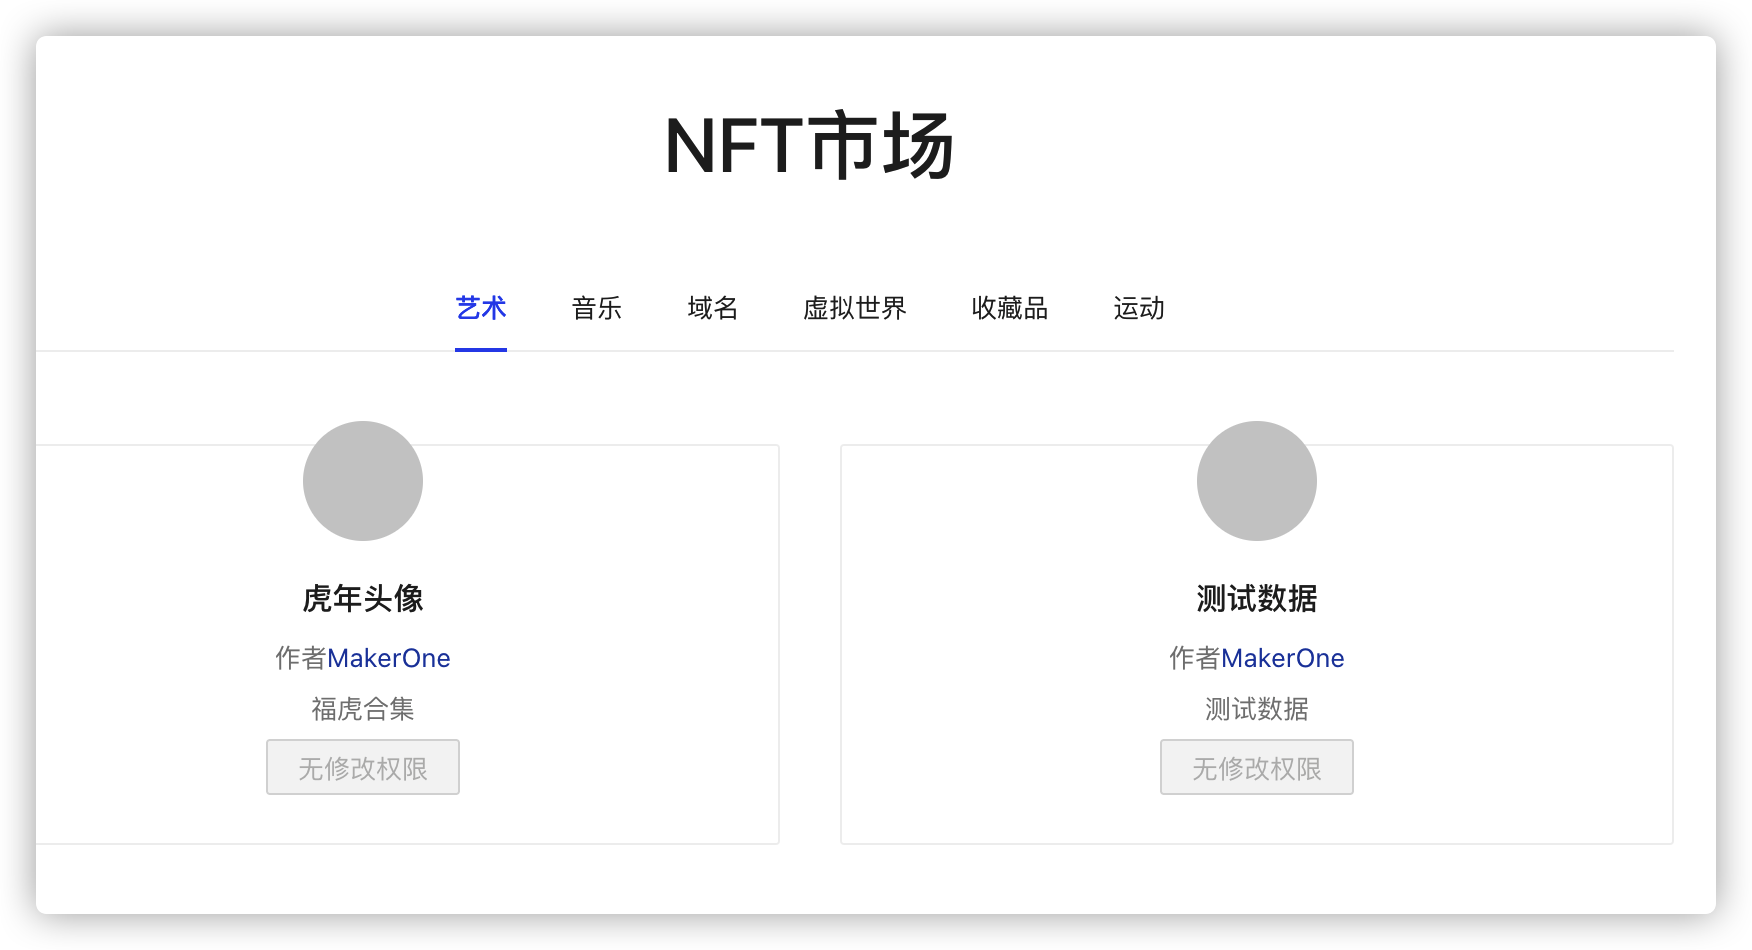 NFT市场
艺术 音乐 域名 虚拟世界 收藏品 运动
虎年头像
作者MakerOne
福虎合集
无修改权限
测试数据
作者MakerOne
测试数据
无修改权限